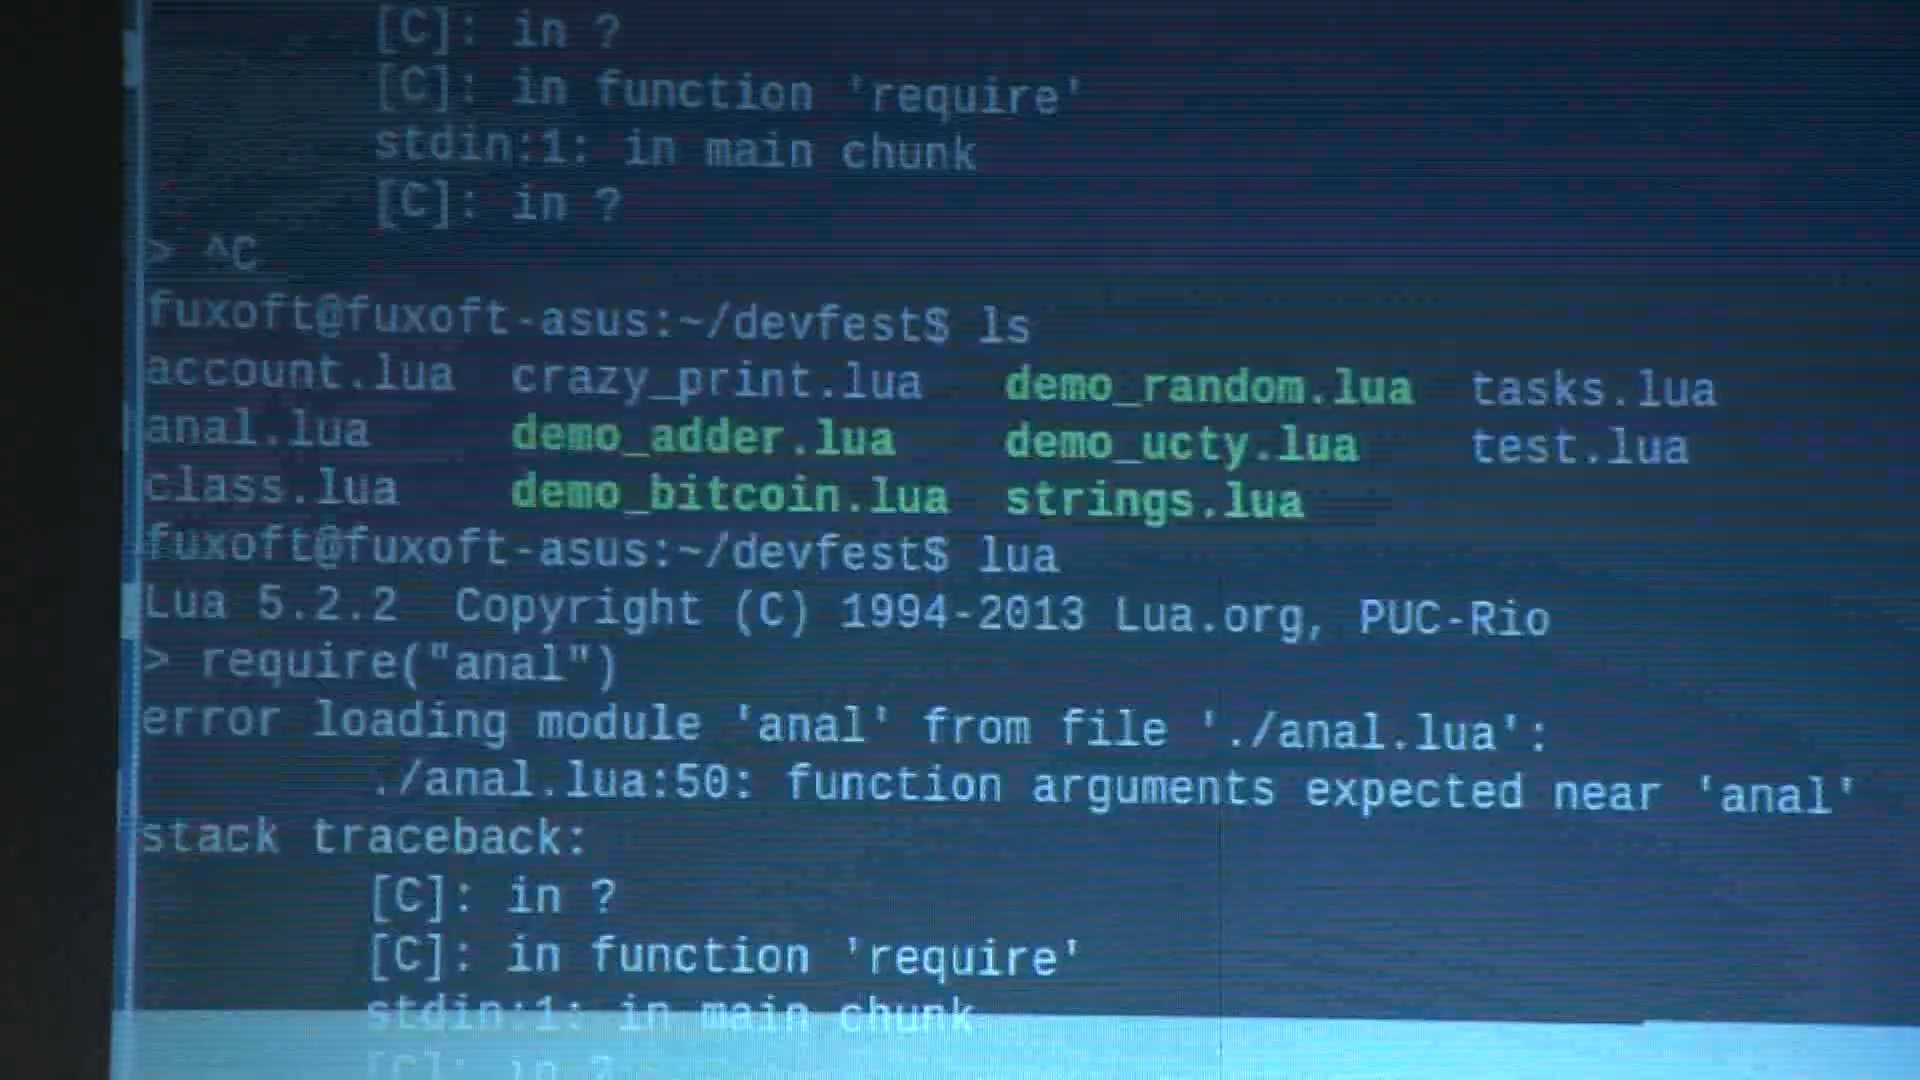 [C]: in ?
[C]: in function 'require'
stdin:1: in main chunk
[C]: in ?
> ^C
fuxoft@fuxoft-asus:~/devfest$ ls
account.lua crazy_print.lua demo_random.lua tasks.lua
anal.lua demo_adder.lua demo_ucty.lua test.lua
class.lua demo_bitcoin.lua strings.lua
fuxoft@fuxoft-asus:~/devfest$ lua
Lua 5.2.2 Copyright (C) 1994-2013 Lua.org, PUC-Rio
> require("anal")
error loading module 'anal' from file './anal.lua':
./anal.lua:50: function arguments expected near 'anal'
stack traceback:
[C]: in ?
[C]: in function 'require'
stdin:1: in main chunk
[C]: in ?